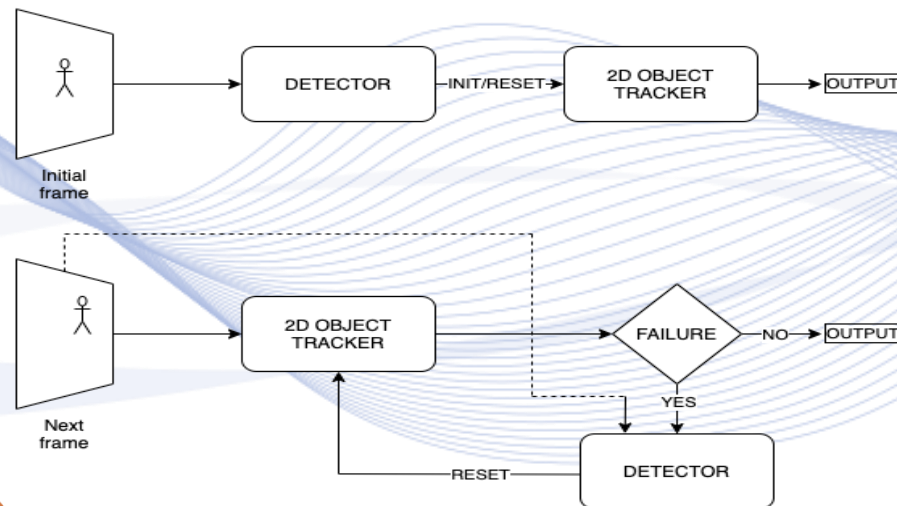 DETECTOR
INIT/RESET
2D OBJECT
TRACKER
OUTPUT
Initial
frame
2D OBJECT
TRACKER
FAILURE
NO
OUTPUT
YES
Next
frame
RESET
DETECTOR